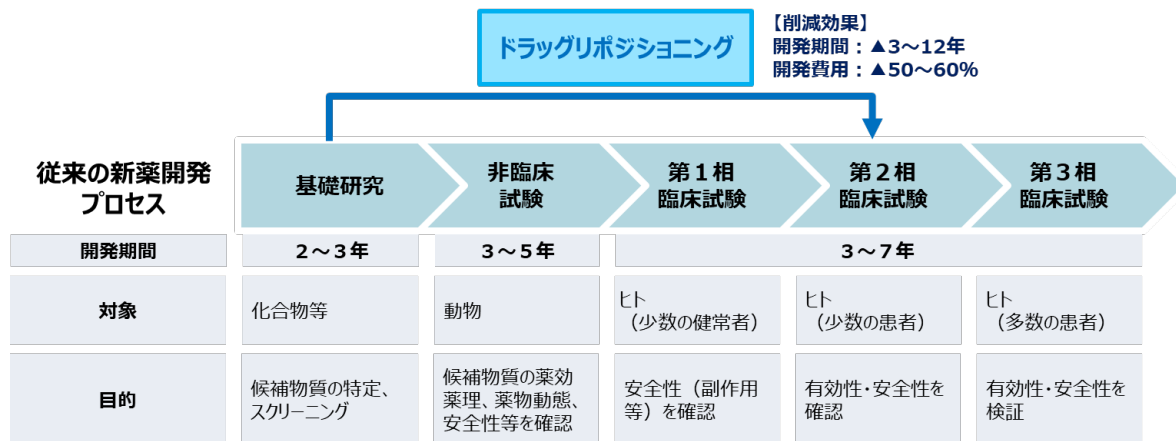 ドラッグリポジショニング
【削減効果】
開発期間：▲3～12年
開発費用：▲50～60%
従来の新薬開発
プロセス
基礎研究
非臨床
試験
第１相
臨床試験
第２相
臨床試験
第３相
臨床試験
開発期間
２～３年
３～５年
３～７年
対象
化合物等
動物
ヒト
（少数の健常者）
ヒト
（少数の患者）
ヒト
（多数の患者）
目的
候補物質の特定、
スクリーニング
候補物質の薬効
薬理、薬物動態、
安全性等を確認
安全性（副作用
等）を確認
有効性・安全性を
確認
有効性・安全性を
検証